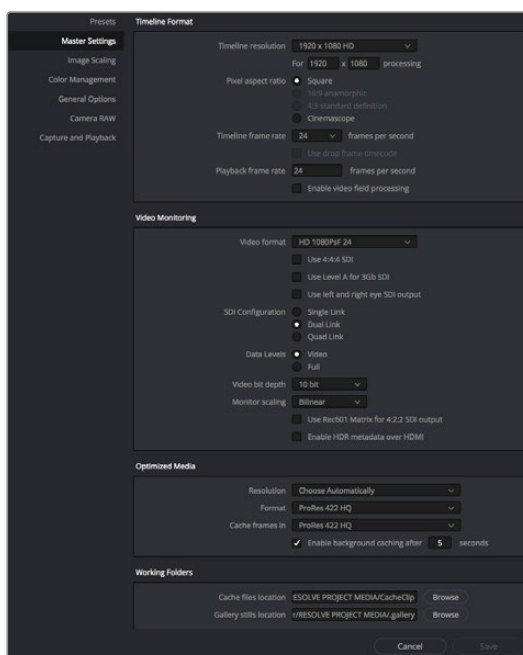 Presets
Master Settings
Image Scaling
Color Management
General Options
Camera RAW
Capture and Playback
Timeline Format
Timeline resolution 1920 x 1080 HD
For 1920 x 1080 processing
Pixel aspect ratio Square
16:9 anamorphic
4:3 standard definition
Cinemascope
Timeline frame rate 24 frames per second
Use drop frame timecode
Playback frame rate 24 frames per second
Enable video field processing
Video Monitoring
Video format HD 1080PsF 24
Use 4:4:4 SDI
Use Level A for 3Gb SDI
Use left and right eye SDI output
SDI Configuration Single Link
Dual Link
Quad Link
Data Levels Video
Full
Video bit depth 10 bit
Monitor scaling Bilinear
Use Rec601 Matrix for 4:2:2 SDI output
Enable HDR metadata over HDMI
Optimized Media
Resolution Choose Automatically
Format ProRes 422 HQ
Cache frames in ProRes 422 HQ
Enable background caching after 5 seconds
Working Folders
Cache files location ESOLVE PROJECT MEDIA/CacheClip Browse
Gallery stills location r/RESOLVE PROJECT MEDIA/.gallery Browse
Cancel Save